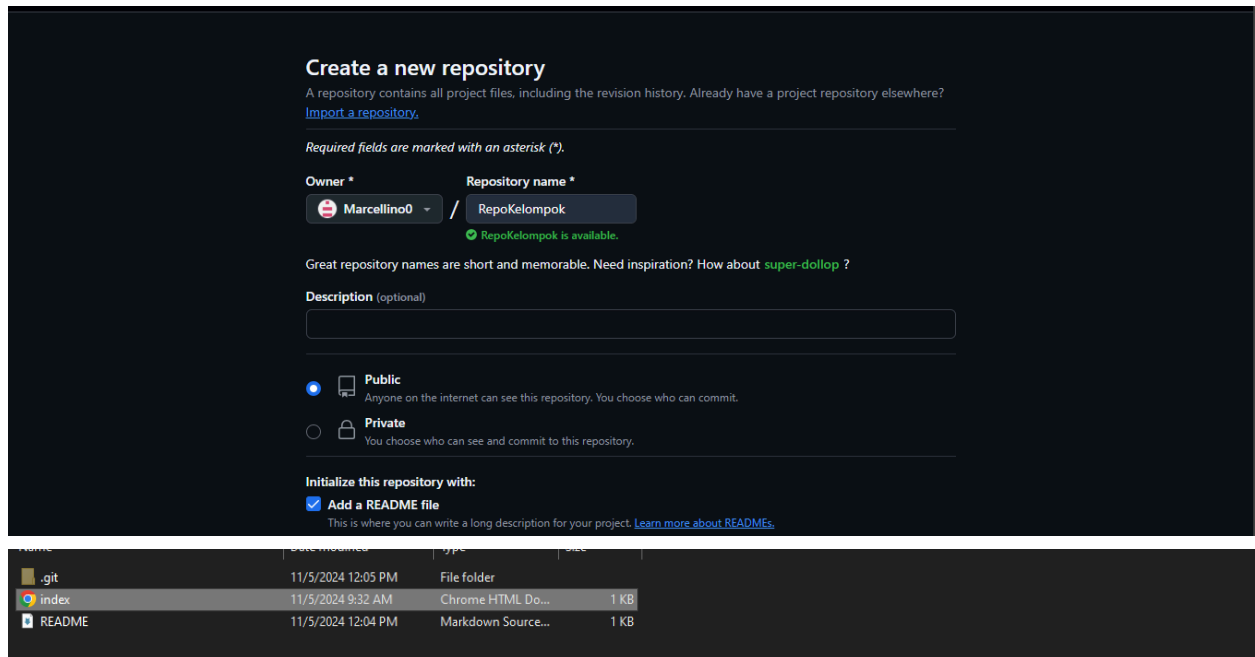 Create a new repository
A repository contains all project files, including the revision history. Already have a project repository elsewhere?
Import a repository.
Required fields are marked with an asterisk (*).
Owner * Repository name *
Marcellino0 / RepoKelompok
RepoKelompok is available.
Great repository names are short and memorable. Need inspiration? How about super-dollop ?
Description (optional)
Public
Anyone on the internet can see this repository. You choose who can commit.
Private
You choose who can see and commit to this repository.
Initialize this repository with:
Add a README file
This is where you can write a long description for your project. Learn more about READMEs.
Name Date modified Type Size
.git 11/5/2024 12:05 PM File folder
index 11/5/2024 9:32 AM Chrome HTML Do... 1 KB
README 11/5/2024 12:04 PM Markdown Source... 1 KB